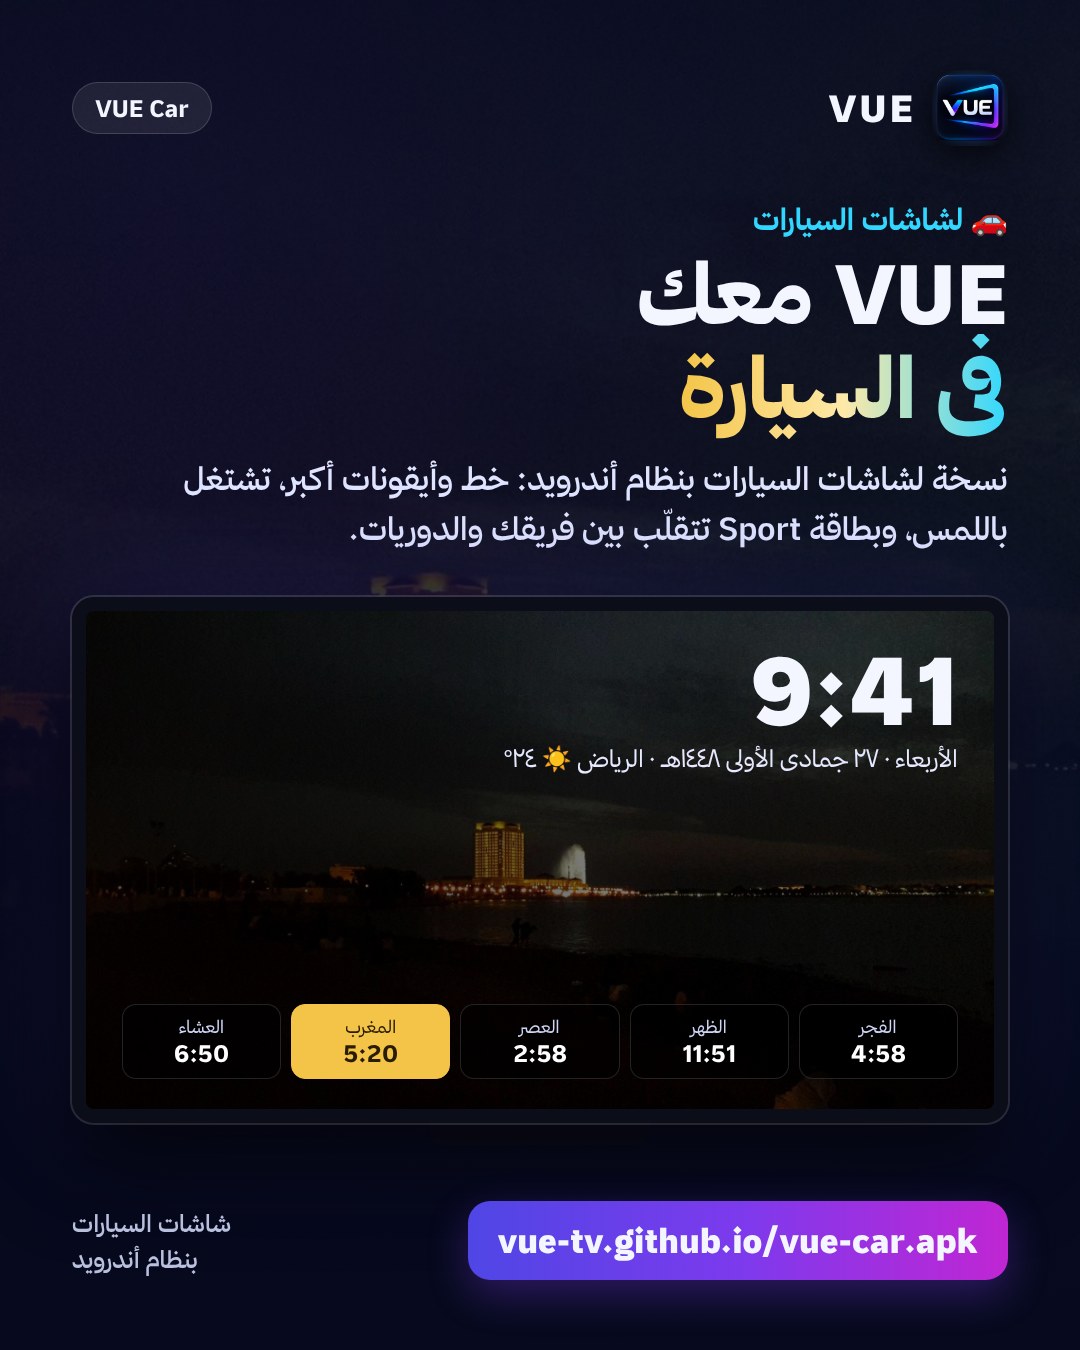 VUE
VUE
VUE Car
🚗 لشاشات السيارات
VUE معك
في السيارة
نسخة لشاشات السيارات بنظام أندرويد: خط وأيقونات أكبر، تشتغل
باللمس، وبطاقة Sport تتقلّب بين فريقك والدوريات.
9:41
الأربعاء · ٢٧ جمادى الأولى ١٤٤٨هـ · الرياض ☀️ ٢٤°
الفجر
4:58
الظهر
11:51
العصر
2:58
المغرب
5:20
العشاء
6:50
vue-tv.github.io/vue-car.apk
شاشات السيارات
بنظام أندرويد